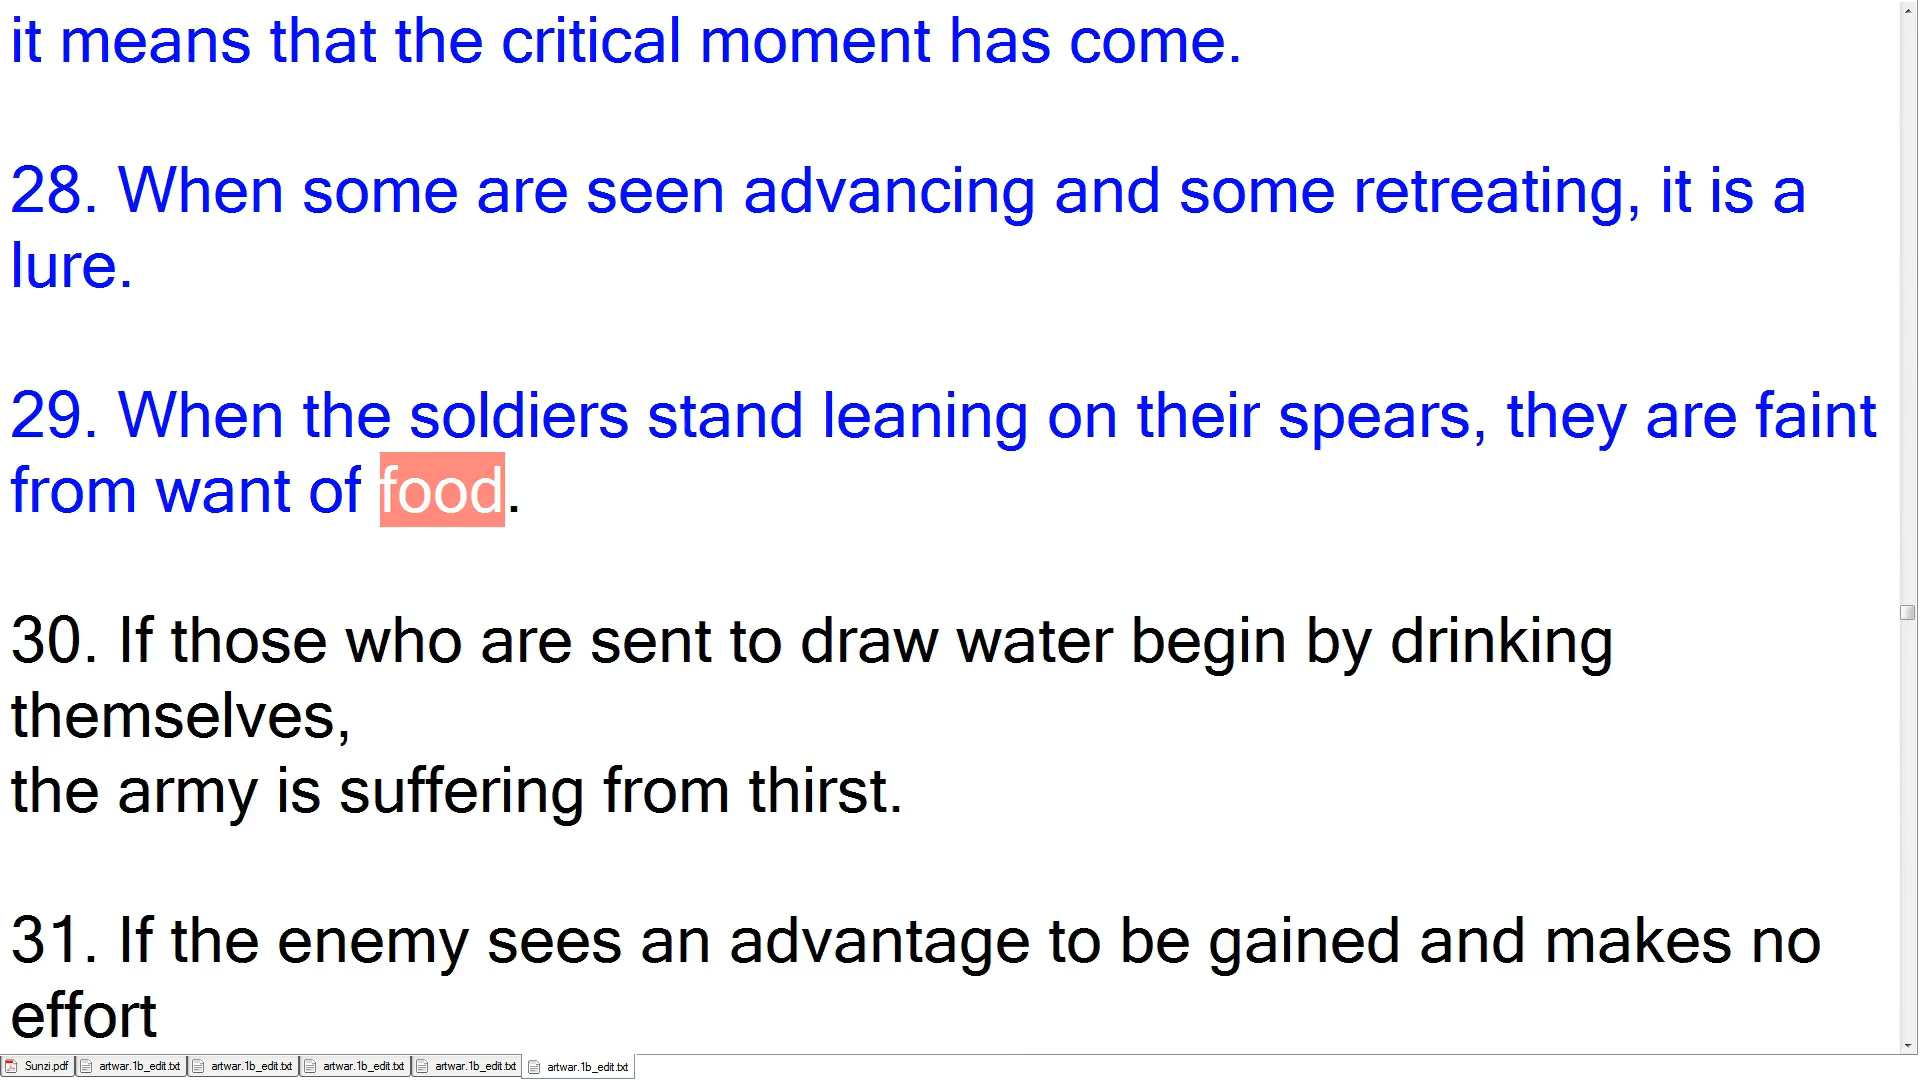 it means that the critical moment has come.
28. When some are seen advancing and some retreating, it is a
lure.
29. When the soldiers stand leaning on their spears, they are faint
from want of food.
30. If those who are sent to draw water begin by drinking
themselves,
the army is suffering from thirst.
31. If the enemy sees an advantage to be gained and makes no
effort
Sunzi.pdf artwar.1b_edit.txt artwar.1b_edit.txt artwar.1b_edit.txt artwar.1b_edit.txt artwar.1b_edit.txt